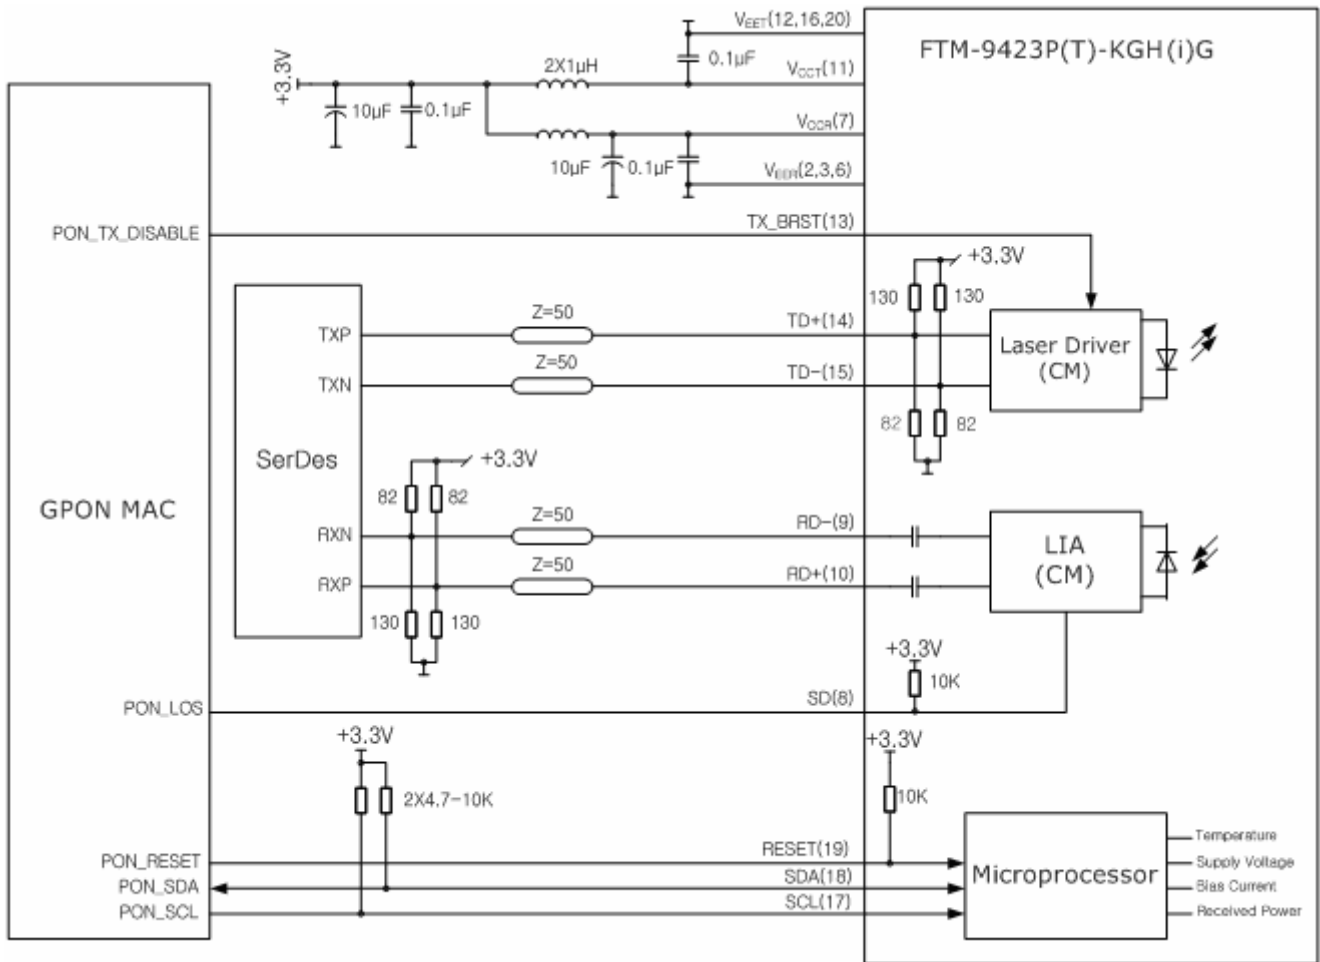 VEET(12,16,20)
FTM-9423P(T)-KGH(i)G
0.1μF
2X1μH
VCCT(11)
+3.3V
10μF
0.1μF
VCCR(7)
10μF
0.1μF
VEER(2,3,6)
PON_TX_DISABLE
TX_BRST(13)
+3.3V
130
130
Z=50
TXP
TD+(14)
Laser Driver
(CM)
Z=50
TXN
TD-(15)
82
82
SerDes
+3.3V
82
82
GPON MAC
Z=50
RXN
RD-(9)
LIA
(CM)
Z=50
RXP
RD+(10)
130
130
+3.3V
10K
PON_LOS
SD(8)
+3.3V
+3.3V
2X4.7-10K
10K
Temperature
PON_RESET
RESET(19)
Supply Voltage
Microprocessor
PON_SDA
SDA(18)
Bias Current
PON_SCL
SCL(17)
Received Power